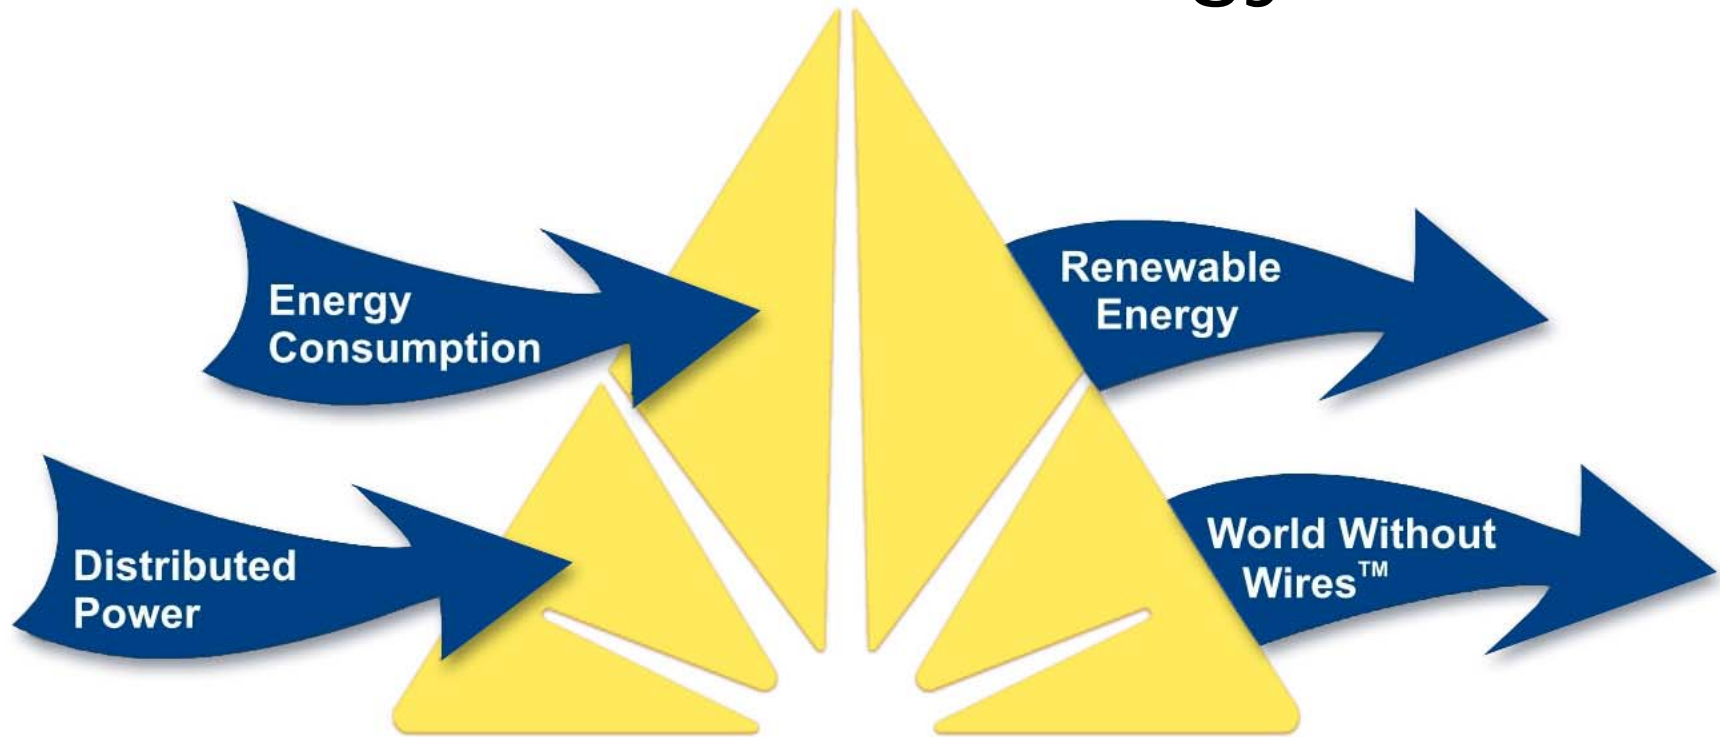 Energy
Consumption
Renewable
Energy
Distributed
Power
World Without
Wires™